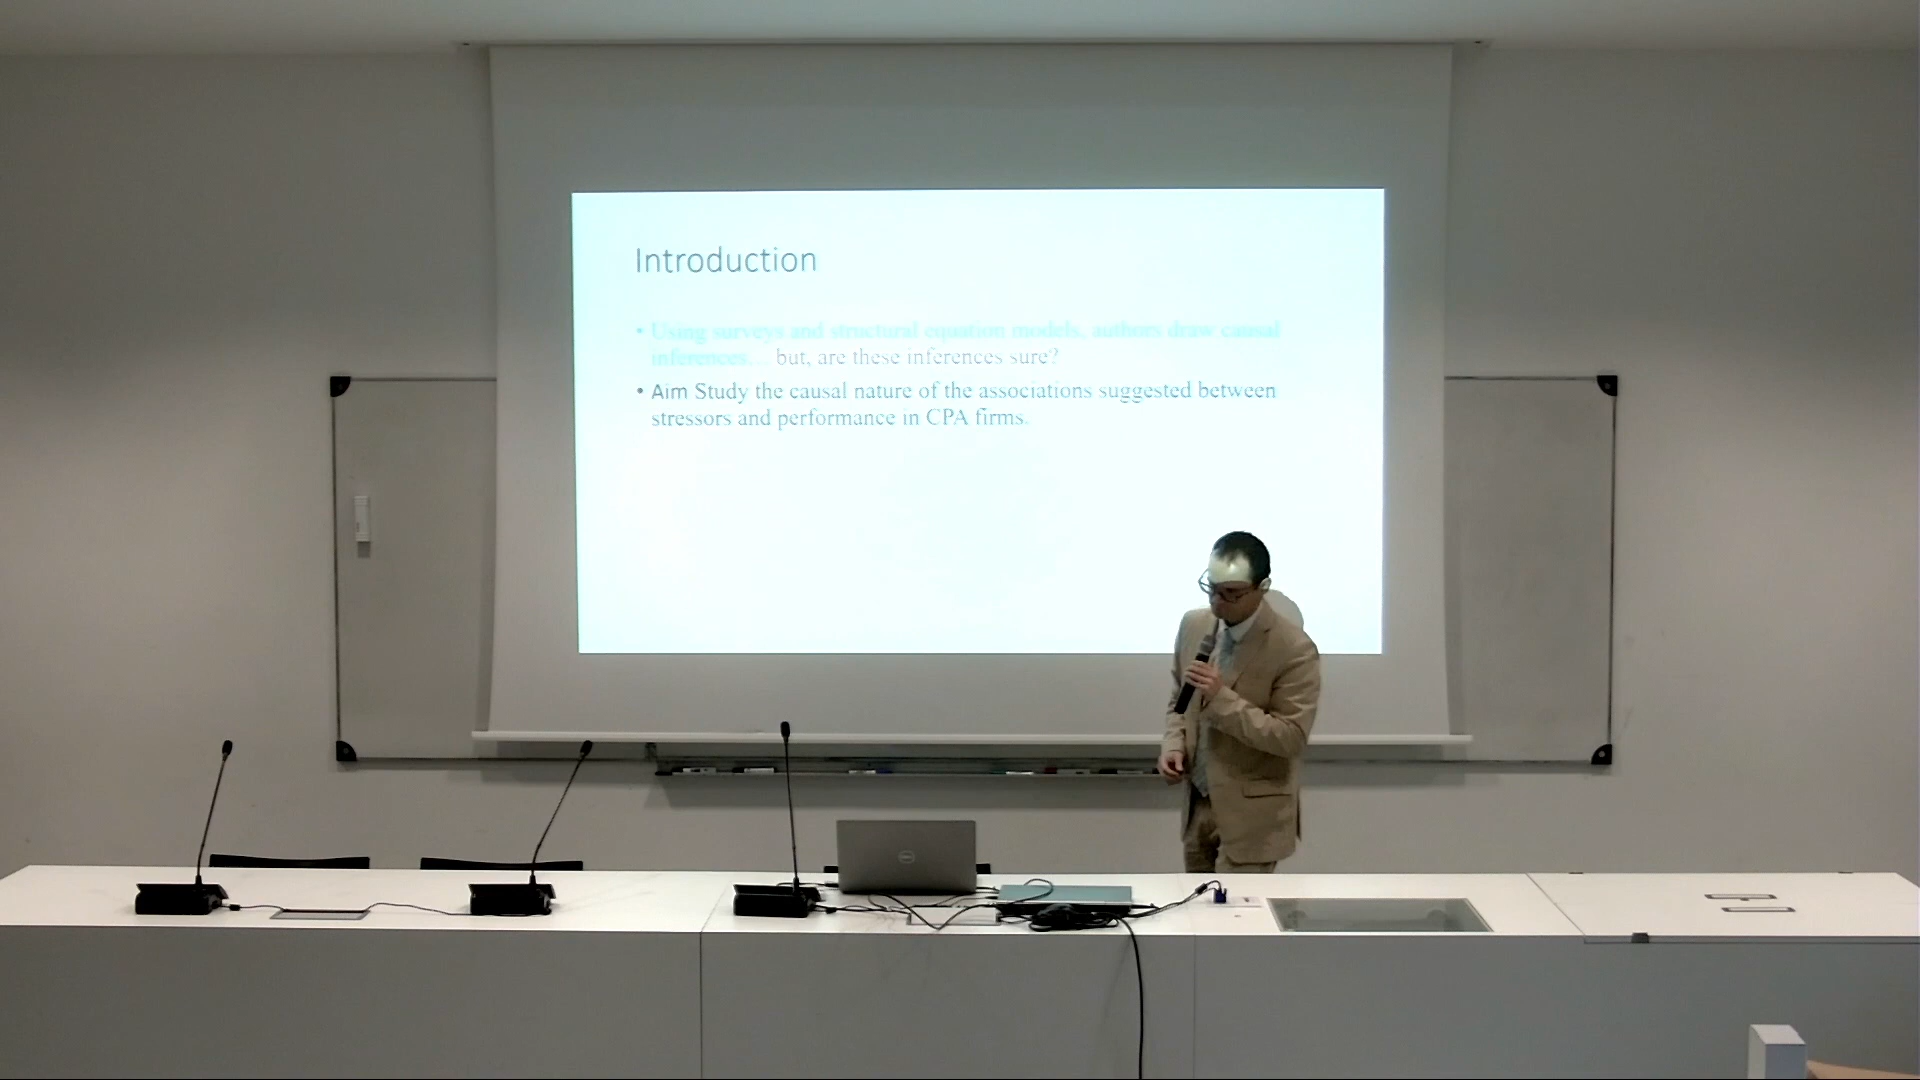 Introduction
• Using surveys and structural equation models, authors draw causal
inferences... but, are these inferences sure?
• Aim Study the causal nature of the associations suggested between
stressors and performance in CPA firms.
DELL